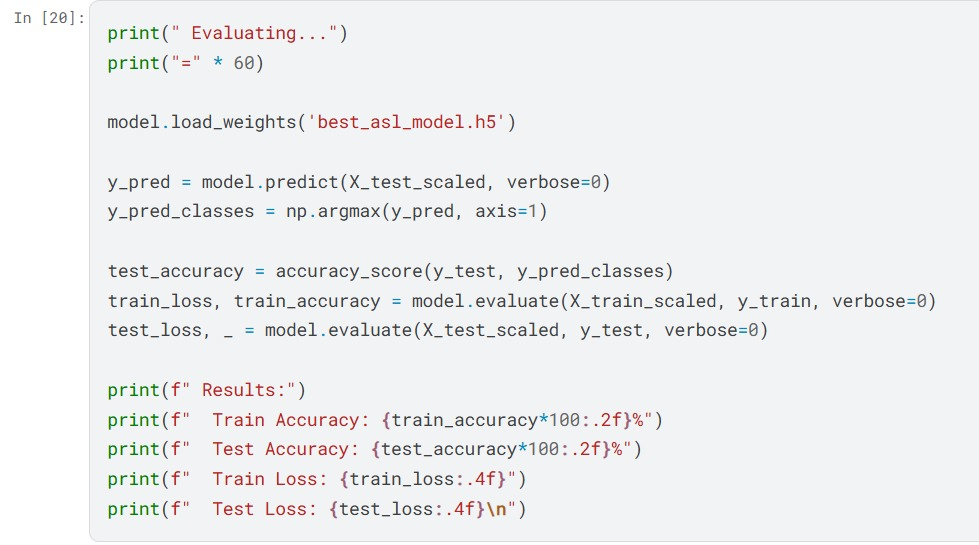 In [20]:
print(" Evaluating...")
print("=" * 60)
model.load_weights('best_asl_model.h5')
y_pred = model.predict(X_test_scaled, verbose=0)
y_pred_classes = np.argmax(y_pred, axis=1)
test_accuracy = accuracy_score(y_test, y_pred_classes)
train_loss, train_accuracy = model.evaluate(X_train_scaled, y_train, verbose=0)
test_loss, _ = model.evaluate(X_test_scaled, y_test, verbose=0)
print(f" Results:")
print(f"  Train Accuracy: {train_accuracy*100:.2f}%")
print(f"  Test Accuracy: {test_accuracy*100:.2f}%")
print(f"  Train Loss: {train_loss:.4f}")
print(f"  Test Loss: {test_loss:.4f}\n")